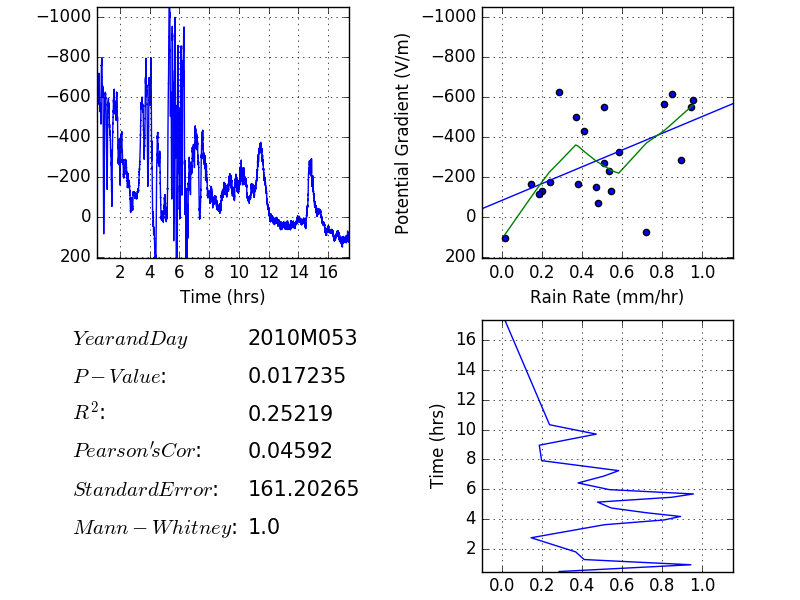 −1000
−800
−600
−400
−200
0
200
2 4 6 8 10 12 14 16
Time (hrs)
Potential Gradient (V/m)
−1000
−800
−600
−400
−200
0
200
0.0 0.2 0.4 0.6 0.8 1.0
Rain Rate (mm/hr)
YearandDay 2010M053
P−Value: 0.017235
R²: 0.25219
Pearson'sCor: 0.04592
StandardError: 161.20265
Mann−Whitney: 1.0
Time (hrs)
16
14
12
10
8
6
4
2
0.0 0.2 0.4 0.6 0.8 1.0